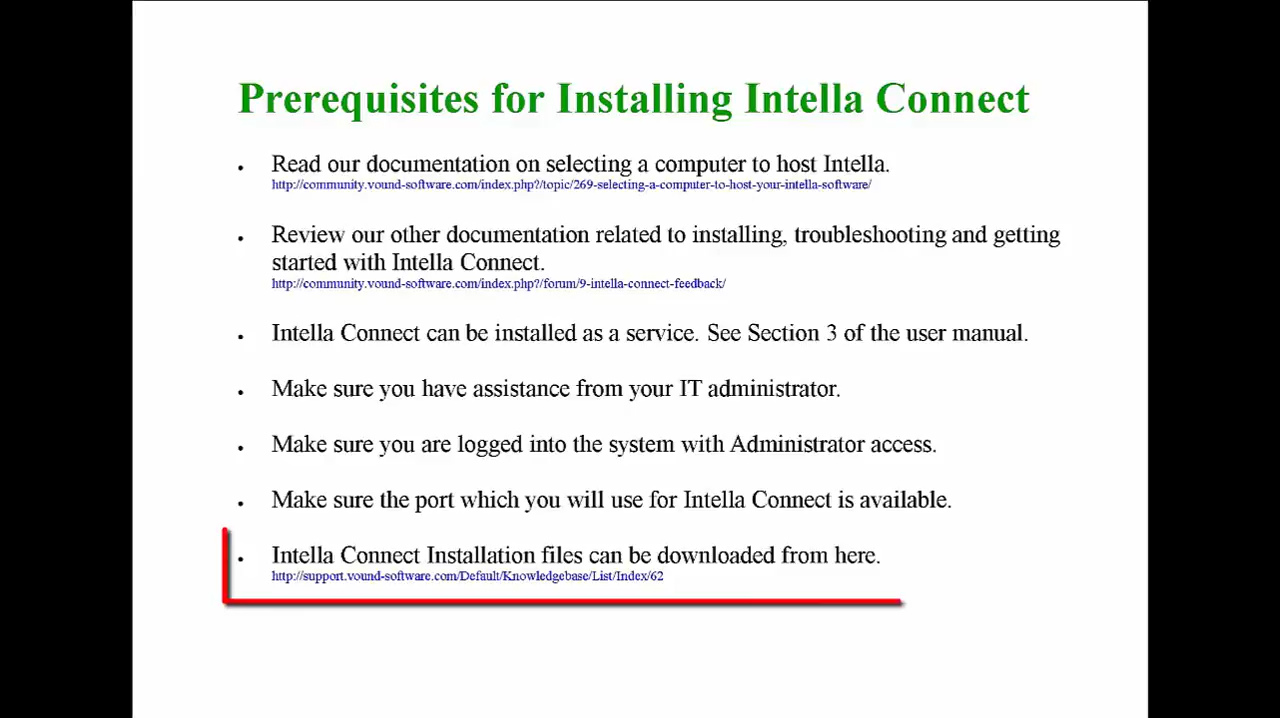 Prerequisites for Installing Intella Connect
• Read our documentation on selecting a computer to host Intella.
http://community.vound-software.com/index.php?/topic/269-selecting-a-computer-to-host-your-intella-software/
• Review our other documentation related to installing, troubleshooting and getting
started with Intella Connect.
http://community.vound-software.com/index.php?/forum/9-intella-connect-feedback/
• Intella Connect can be installed as a service. See Section 3 of the user manual.
• Make sure you have assistance from your IT administrator.
• Make sure you are logged into the system with Administrator access.
• Make sure the port which you will use for Intella Connect is available.
• Intella Connect Installation files can be downloaded from here.
http://support.vound-software.com/Default/Knowledgebase/List/Index/62